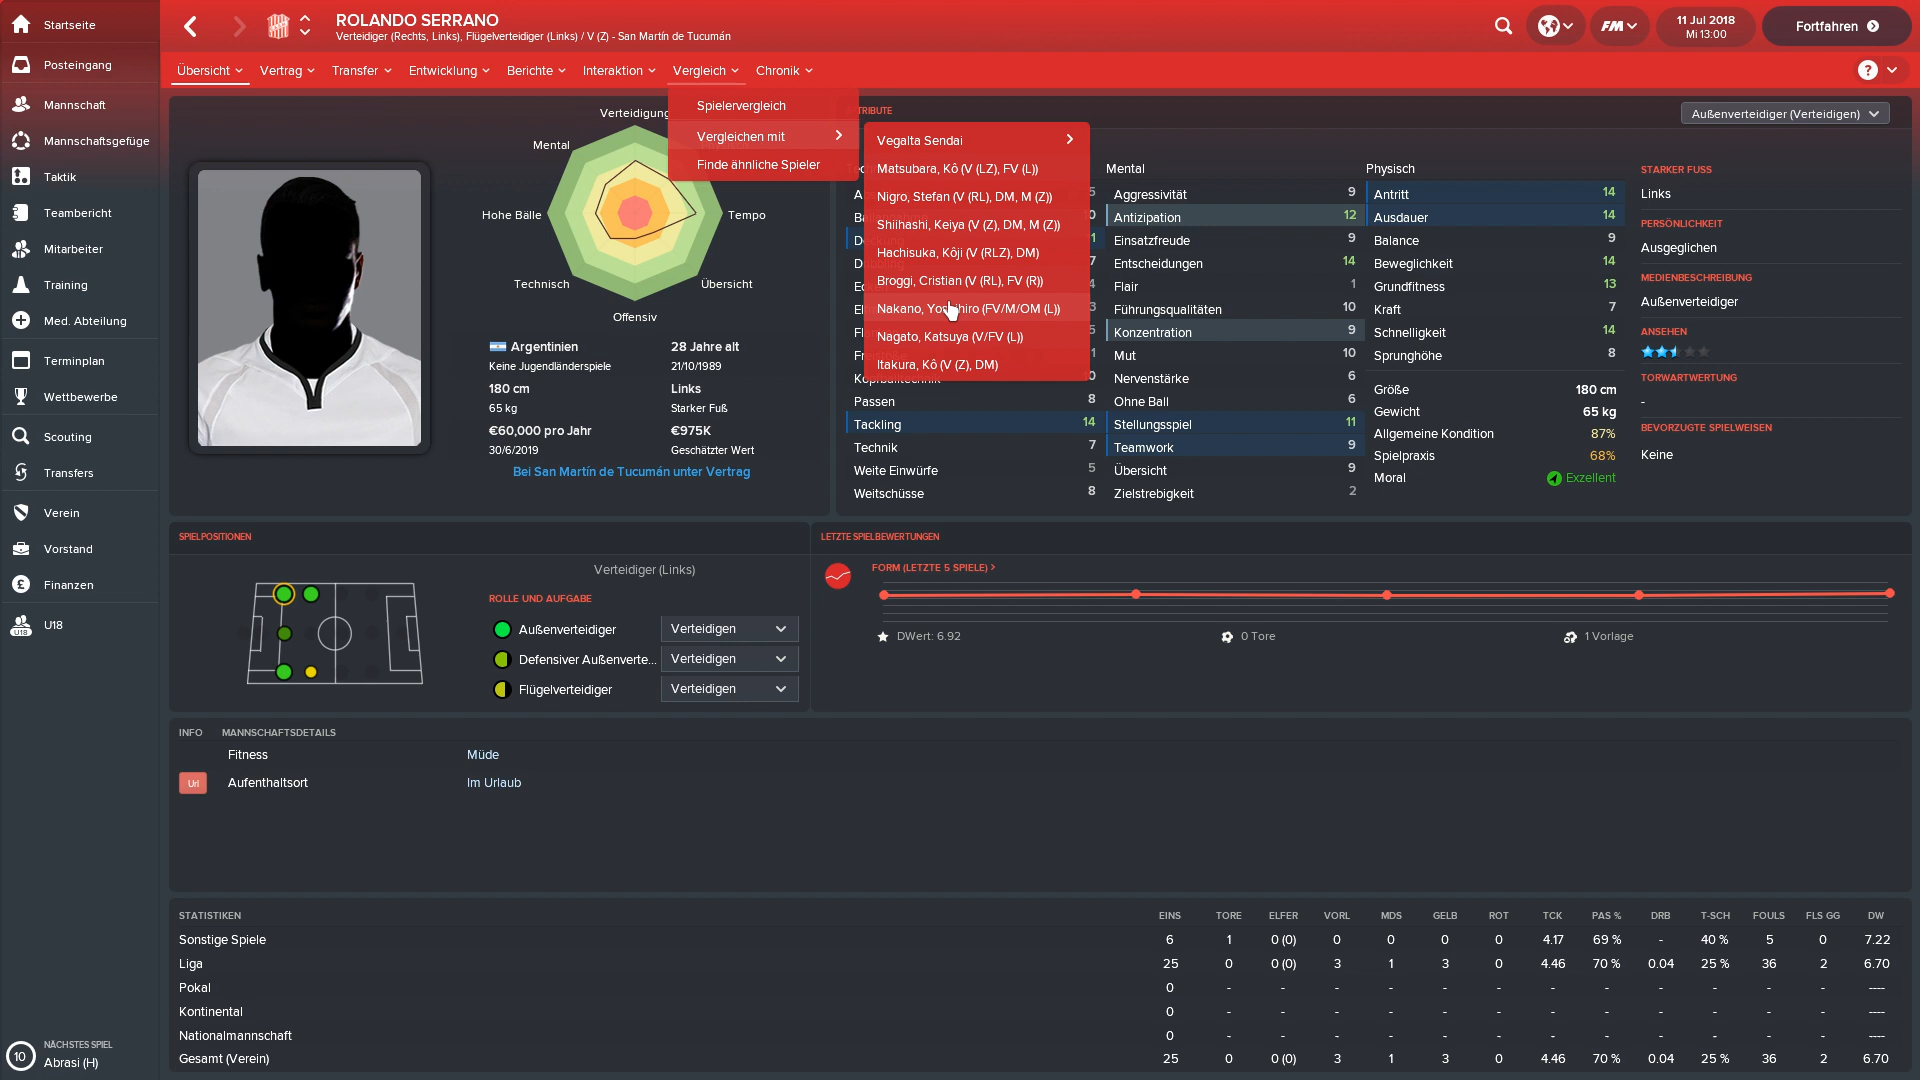 Startseite
Posteingang
Mannschaft
Mannschaftsgefüge
Taktik
Teambericht
Mitarbeiter
Training
Med. Abteilung
Terminplan
Wettbewerbe
Scouting
Transfers
Verein
Vorstand
Finanzen
U18
U18
10
NÄCHSTES SPIEL
Abrasi (H)
ROLANDO SERRANO
Verteidiger (Rechts, Links), Flügelverteidiger (Links) / V (Z) - San Martín de Tucumán
FM
11 Jul 2018
Mi 13:00
Fortfahren
Übersicht Vertrag Transfer Entwicklung Berichte Interaktion Vergleich Chronik
?
Spielervergleich
Vergleichen mit
Finde ähnliche Spieler
Vegalta Sendai
Matsubara, Kô (V (LZ), FV (L))
Nigro, Stefan (V (RL), DM, M (Z))
Shiihashi, Keiya (V (Z), DM, M (Z))
Hachisuka, Kôji (V (RLZ), DM)
Broggi, Cristian (V (RL), FV (R))
Nakano, Yoshihiro (FV/M/OM (L))
Nagato, Katsuya (V/FV (L))
Itakura, Kô (V (Z), DM)
Verteidigung
Mental
Hohe Bälle
Tempo
Technisch
Übersicht
Offensiv
Argentinien
Keine Jugendländerspiele
180 cm
65 kg
€60,000 pro Jahr
30/6/2019
28 Jahre alt
21/10/1989
Links
Starker Fuß
€975K
Geschätzter Wert
Bei San Martín de Tucumán unter Vertrag
Außenverteidiger (Verteidigen)
Kopfballtechnik
Passen 8
Tackling 14
Technik 7
Weite Einwürfe 5
Weitschüsse 8
Mental
Aggressivität 9
Antizipation 12
Einsatzfreude 9
Entscheidungen 14
Flair 1
Führungsqualitäten 10
Konzentration 9
Mut 10
Nervenstärke 6
Ohne Ball 6
Stellungsspiel 11
Teamwork 9
Übersicht 9
Zielstrebigkeit 2
Physisch
Antritt 14
Ausdauer 14
Balance 9
Beweglichkeit 14
Grundfitness 13
Kraft 7
Schnelligkeit 14
Sprunghöhe 8
Größe 180 cm
Gewicht 65 kg
Allgemeine Kondition 87%
Spielpraxis 68%
Moral Exzellent
STARKER FUSS
Links
PERSÖNLICHKEIT
Ausgeglichen
MEDIENBESCHREIBUNG
Außenverteidiger
ANSEHEN
TORWARTWERTUNG
-
BEVORZUGTE SPIELWEISEN
Keine
SPIELPOSITIONEN
Verteidiger (Links)
ROLLE UND AUFGABE
Außenverteidiger Verteidigen
Defensiver Außenverte... Verteidigen
Flügelverteidiger Verteidigen
LETZTE SPIELBEWERTUNGEN
FORM (LETZTE 5 SPIELE) >
DWert: 6.92 0 Tore 1 Vorlage
INFO MANNSCHAFTSDETAILS
Fitness Müde
Url Aufenthaltsort Im Urlaub
STATISTIKEN EINS TORE ELFER VORL MDS GELB ROT TCK PAS % DRB T-SCH FOULS FLS GG DW
Sonstige Spiele 6 1 0 (0) 0 0 0 0 4.17 69 % - 40 % 5 0 7.22
Liga 25 0 0 (0) 3 1 3 0 4.46 70 % 0.04 25 % 36 2 6.70
Pokal 0 - - - - - - - - - - - - ----
Kontinental 0 - - - - - - - - - - - - ----
Nationalmannschaft 0 - - - - - - - - - - - - ----
Gesamt (Verein) 25 0 0 (0) 3 1 3 0 4.46 70 % 0.04 25 % 36 2 6.70